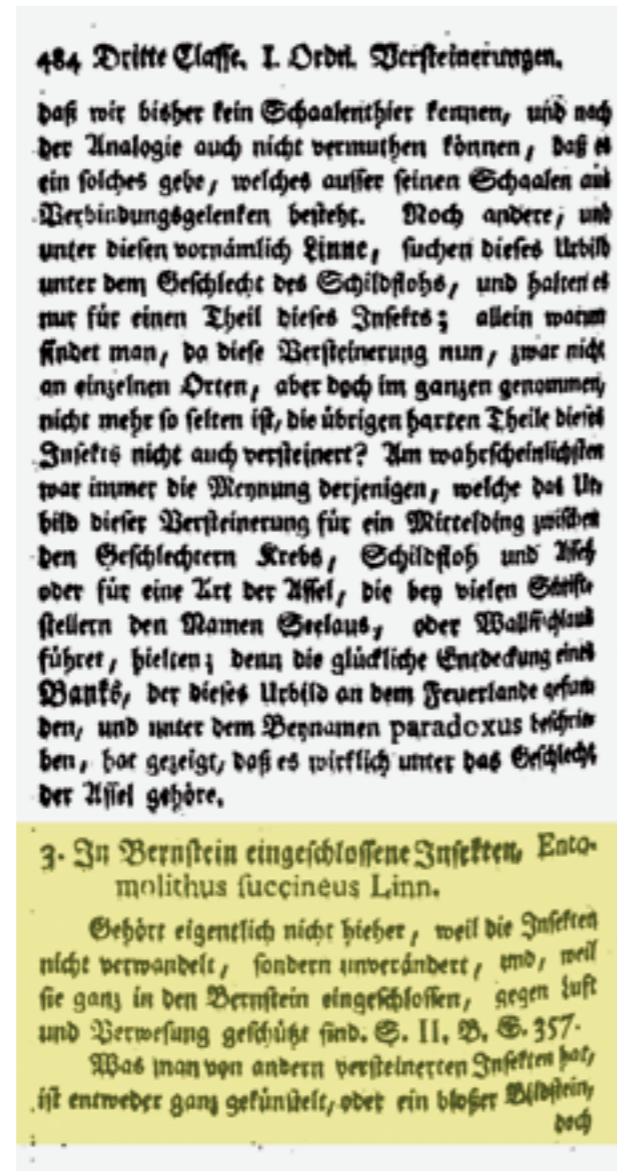 484 Dritte Classe. I. Ordn. Versteinerungen.
daß wir bisher kein Schaalenthier kennen, und nach
der Analogie auch nicht vermuthen können, daß es
ein solches gebe, welches ausser seinen Schaalen aus
Verbindungsgelenken besteht. Noch andere, und
unter diesen vornämlich Linne, suchen dieses Urbild
unter dem Geschlecht des Schildflohs, und halten es
nur für einen Theil dieses Insekts; allein warum
findet man, da diese Versteinerung nun, zwar nicht
an einzelnen Orten, aber doch im ganzen genommen,
nicht mehr so selten ist, die übrigen harten Theile dieses
Insekts nicht auch versteinert? Am wahrscheinlichsten
war immer die Meynung derjenigen, welche das Ur-
bild dieser Versteinerung für ein Mittelding zwischen
den Geschlechtern Krebs, Schildfloh und Assel,
oder für eine Art der Assel, die bey vielen Schrift-
stellern den Namen Seelaus, oder Wallfischlaus
führet, hielten; denn die glückliche Entdeckung eines
Banks, der dieses Urbild an dem Feuerlande gefun-
den, und unter dem Beynamen paradoxus beschrie-
ben, hat gezeigt, daß es wirklich unter das Geschlecht
der Assel gehöre.
3. In Bernstein eingeschlossene Insekten, Ento-
molithus succineus Linn.
Gehört eigentlich nicht hieher, weil die Insekten
nicht verwandelt, sondern unverändert, und, weil
sie ganz in den Bernstein eingeschlossen, gegen Luft
und Verwesung geschützt sind. S. II. B. S. 357.
Was man von andern versteinerten Insekten hat,
ist entweder ganz gekünstelt, oder ein bloßer Bildstein,
doch